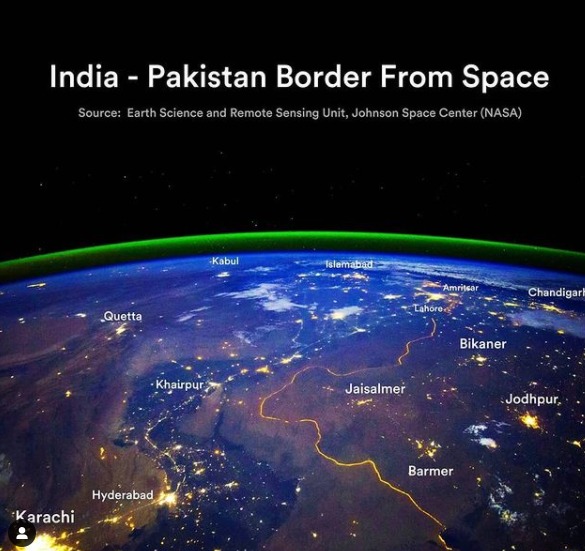 India - Pakistan Border From Space
Source: Earth Science and Remote Sensing Unit, Johnson Space Center (NASA)
Kabul
Islamabad
Amritsar
Chandigarh
Lahore
Quetta
Bikaner
Khairpur
Jaisalmer
Jodhpur
Barmer
Hyderabad
Karachi